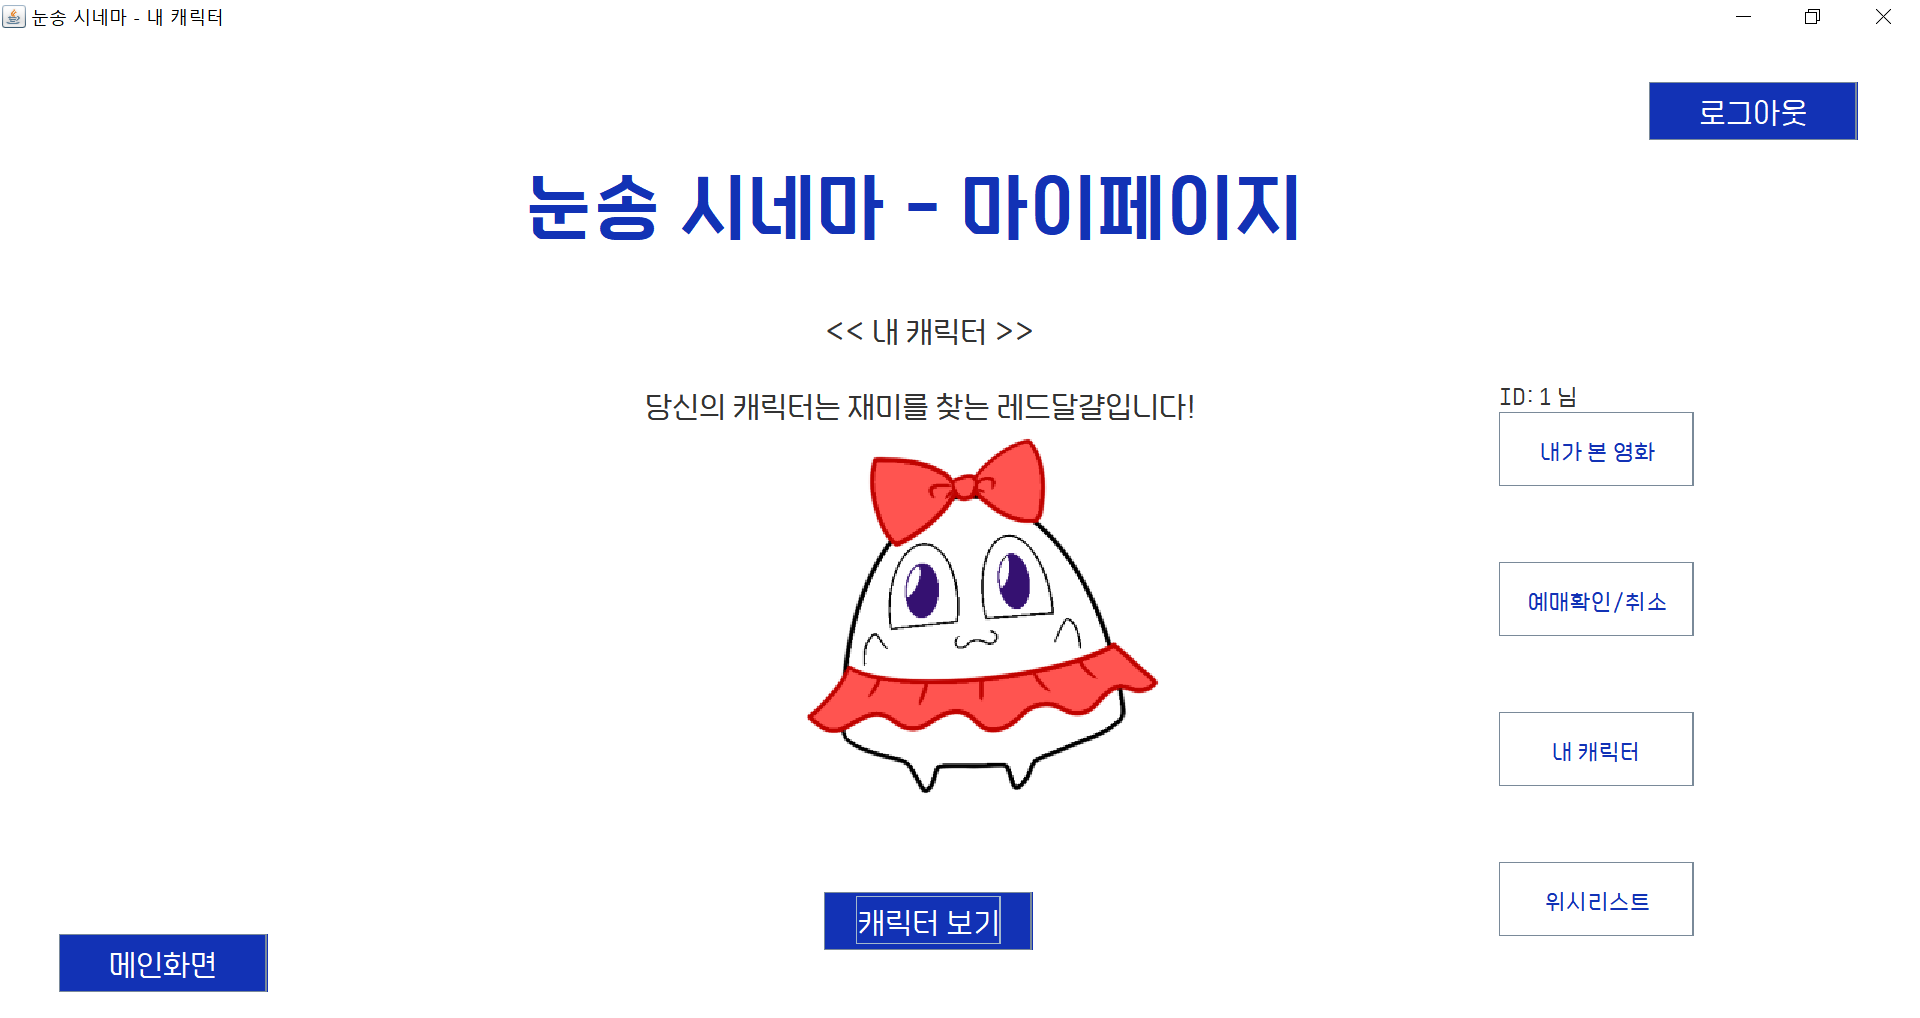 눈송 시네마 - 내 캐릭터
로그아웃
눈송 시네마 - 마이페이지
<< 내 캐릭터 >>
당신의 캐릭터는 재미를 찾는 레드달걀입니다!
ID: 1 님
내가 본 영화
예매확인/취소
내 캐릭터
위시리스트
캐릭터 보기
메인화면